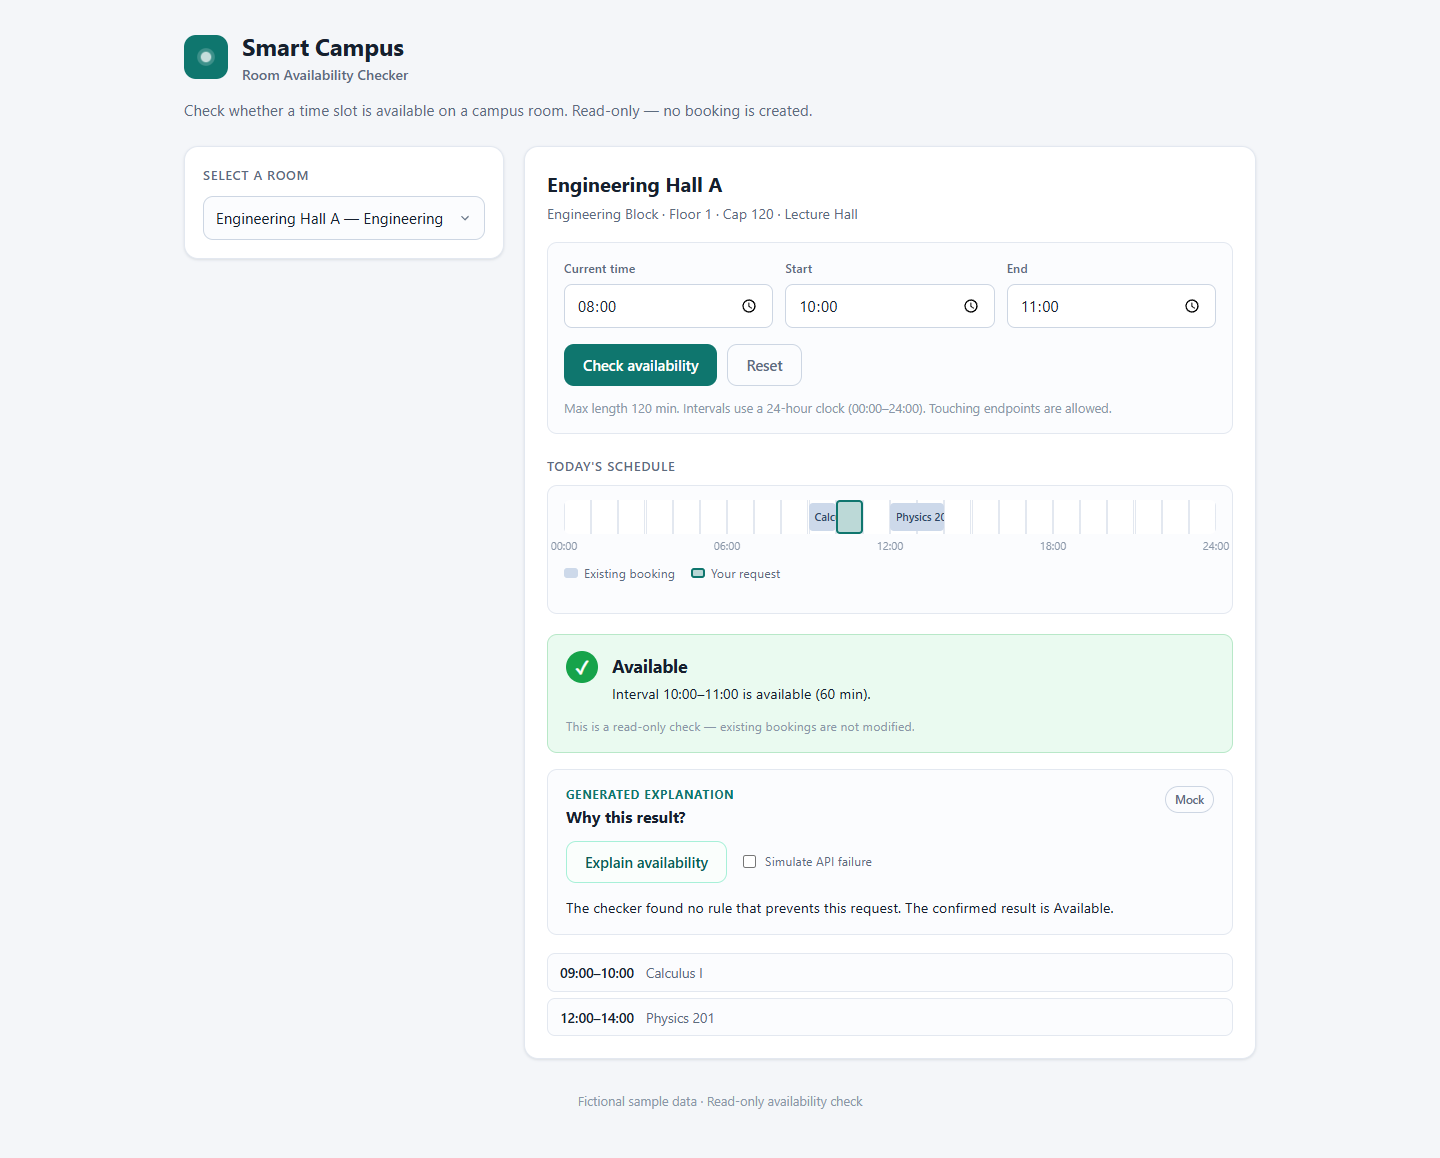 Smart Campus
Room Availability Checker
Check whether a time slot is available on a campus room. Read-only — no booking is created.
SELECT A ROOM
Engineering Hall A — Engineering
Engineering Hall A
Engineering Block · Floor 1 · Cap 120 · Lecture Hall
Current time Start End
08:00 10:00 11:00
Check availability Reset
Max length 120 min. Intervals use a 24-hour clock (00:00–24:00). Touching endpoints are allowed.
TODAY'S SCHEDULE
Calc Physics 20
00:00 06:00 12:00 18:00 24:00
Existing booking Your request
Available
Interval 10:00–11:00 is available (60 min).
This is a read-only check — existing bookings are not modified.
GENERATED EXPLANATION
Mock
Why this result?
Explain availability Simulate API failure
The checker found no rule that prevents this request. The confirmed result is Available.
09:00–10:00 Calculus I
12:00–14:00 Physics 201
Fictional sample data · Read-only availability check